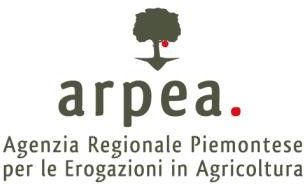 arpea.
Agenzia Regionale Piemontese
per le Erogazioni in Agricoltura